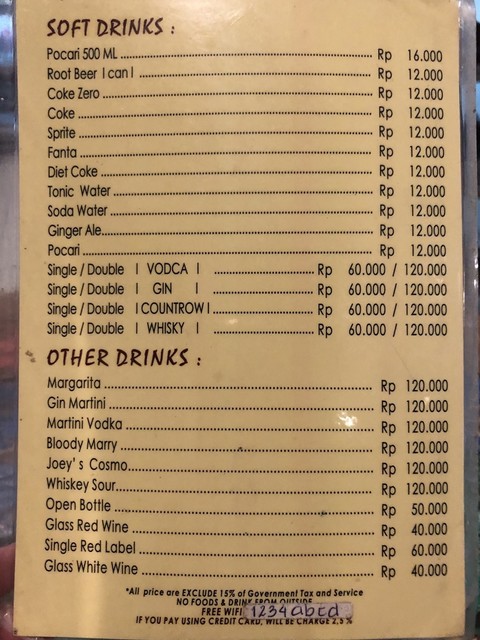 SOFT DRINKS :
Pocari 500 ML Rp 16.000
Root Beer |can| Rp 12.000
Coke Zero Rp 12.000
Coke Rp 12.000
Sprite Rp 12.000
Fanta Rp 12.000
Diet Coke Rp 12.000
Tonic Water Rp 12.000
Soda Water Rp 12.000
Ginger Ale Rp 12.000
Pocari Rp 12.000
Single / Double | VODCA | Rp 60.000 / 120.000
Single / Double | GIN | Rp 60.000 / 120.000
Single / Double | COUNTROW | Rp 60.000 / 120.000
Single / Double | WHISKY | Rp 60.000 / 120.000
OTHER DRINKS :
Margarita Rp 120.000
Gin Martini Rp 120.000
Martini Vodka Rp 120.000
Bloody Marry Rp 120.000
Joey's Cosmo Rp 120.000
Whiskey Sour Rp 120.000
Open Bottle Rp 50.000
Glass Red Wine Rp 40.000
Single Red Label Rp 60.000
Glass White Wine Rp 40.000
*All price are EXCLUDE 15% of Government Tax and Service
NO FOODS & DRINK FROM OUTSIDE
FREE WIFI 1234abcd
IF YOU PAY USING CREDIT CARD, WILL BE CHARGE 2,5 %